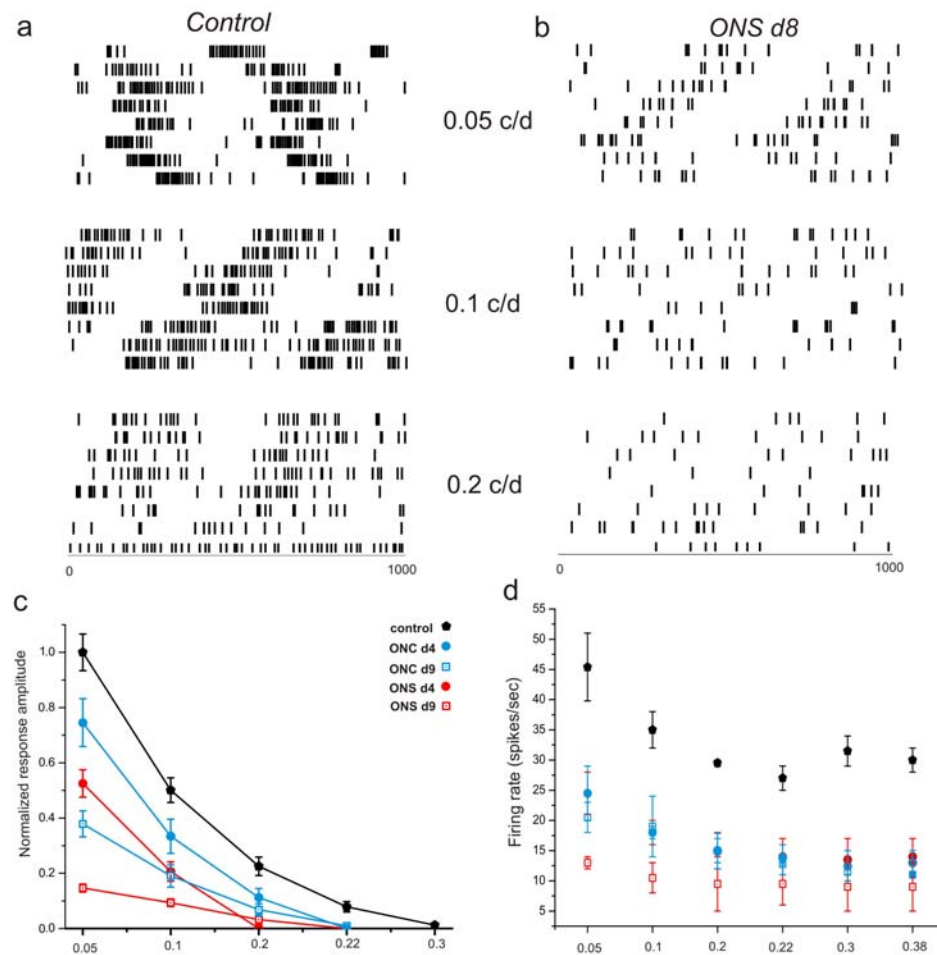 a
Control
b
ONS d8
0.05 c/d
0.1 c/d
0.2 c/d
0
1000
0
1000
c
Normalized response amplitude
1.0
0.8
0.6
0.4
0.2
0.0
0.05
0.1
0.2
0.22
0.3
control
ONC d4
ONC d9
ONS d4
ONS d9
d
Firing rate (spikes/sec)
55
50
45
40
35
30
25
20
15
10
5
0.05
0.1
0.2
0.22
0.3
0.38